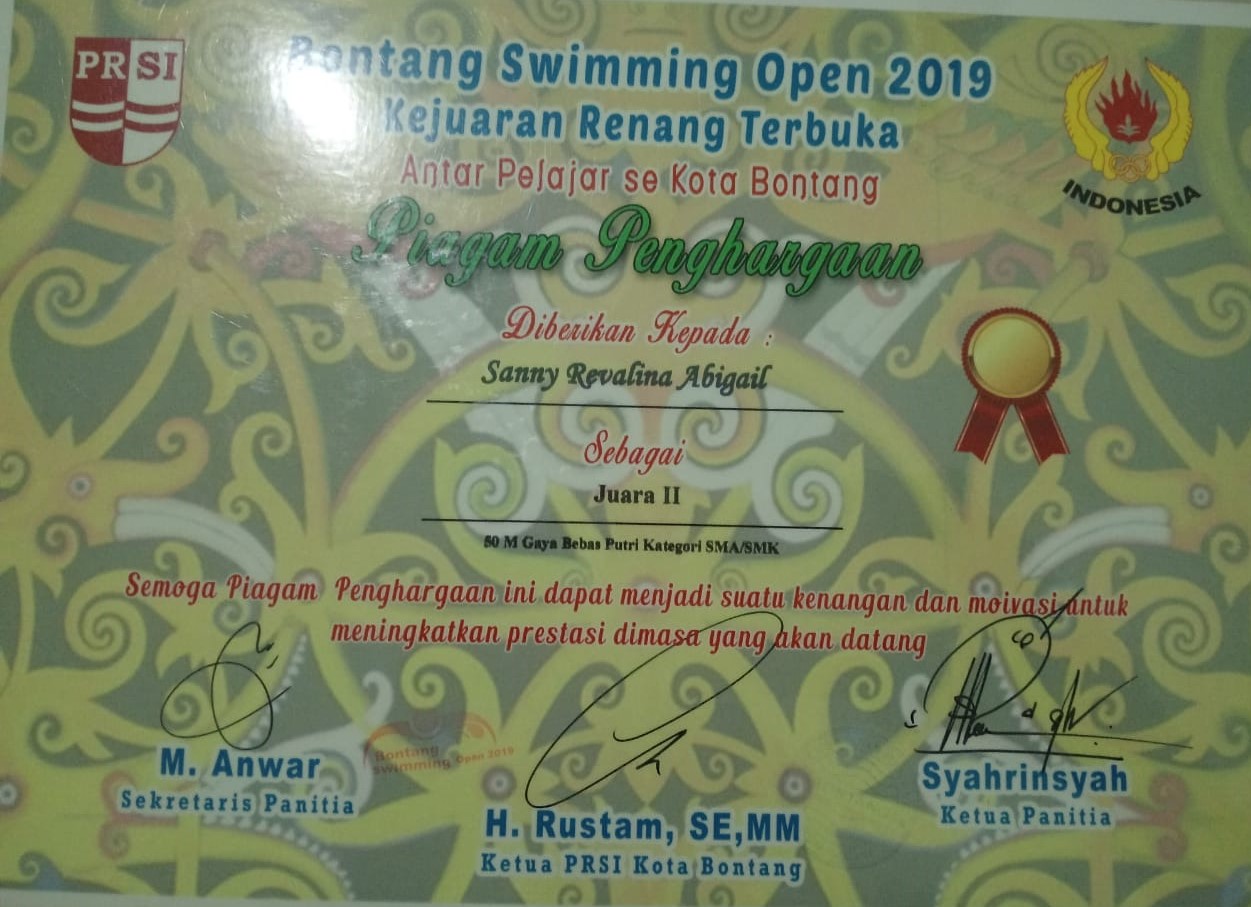 PRSI
Bontang Swimming Open 2019
Kejuaran Renang Terbuka
Antar Pelajar se Kota Bontang
INDONESIA
Piagam Penghargaan
Diberikan Kepada :
Sanny Revalina Abigail
Sebagai
Juara II
50 M Gaya Bebas Putri Kategori SMA/SMK
Semoga Piagam Penghargaan ini dapat menjadi suatu kenangan dan moivasi untuk
meningkatkan prestasi dimasa yang akan datang
M. Anwar
Sekretaris Panitia
Bontang
swimming Open 2019
H. Rustam, SE,MM
Ketua PRSI Kota Bontang
Syahrinsyah
Ketua Panitia